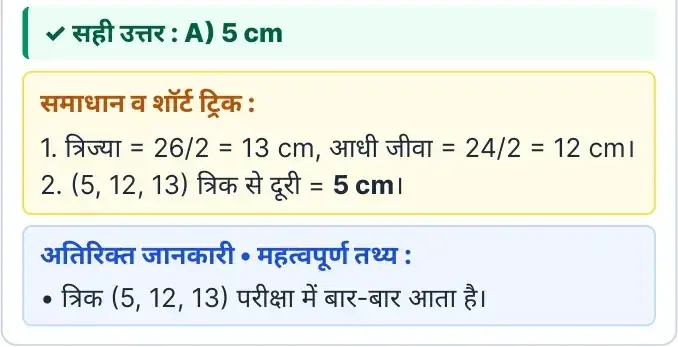 ✓ सही उत्तर : A) 5 cm
समाधान व शॉर्ट ट्रिक :
1. त्रिज्या = 26/2 = 13 cm, आधी जीवा = 24/2 = 12 cm।
2. (5, 12, 13) त्रिक से दूरी = 5 cm।
अतिरिक्त जानकारी • महत्वपूर्ण तथ्य :
• त्रिक (5, 12, 13) परीक्षा में बार-बार आता है।